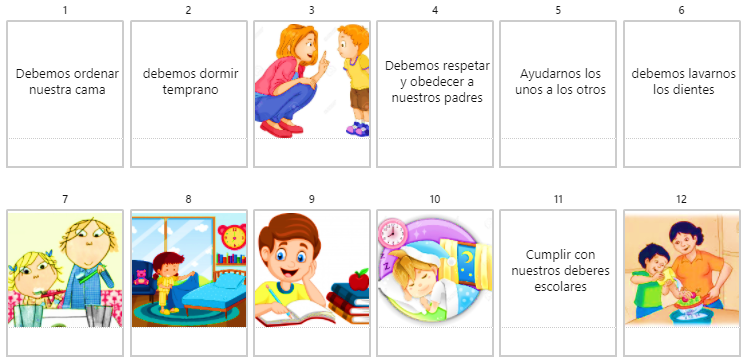 1
2
3
4
5
6
Debemos ordenar
nuestra cama
debemos dormir
temprano
Debemos respetar
y obedecer a
nuestros padres
Ayudarnos los
unos a los otros
debemos lavarnos
los dientes
7
8
9
10
11
12
Cumplir con
nuestros deberes
escolares